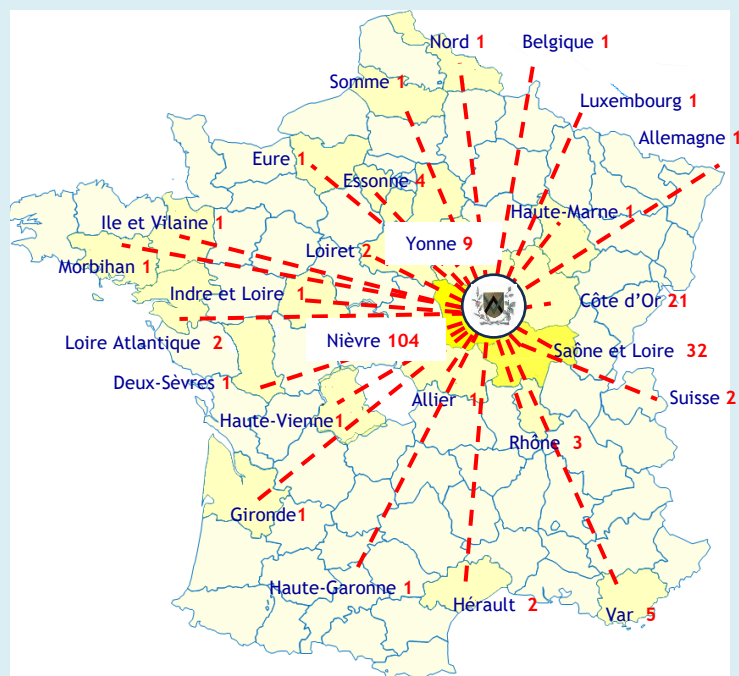 Nord 1
Belgique 1
Somme 1
Luxembourg 1
Allemagne 1
Eure 1
Essonne 4
Haute-Marne 1
Ile et Vilaine 1
Loiret 2
Yonne 9
Morbihan 1
Indre et Loire 1
Côte d'Or 21
Loire Atlantique 2
Nièvre 104
Saône et Loire 32
Deux-Sèvres 1
Allier 1
Suisse 2
Haute-Vienne 1
Rhône 3
Gironde 1
Haute-Garonne 1
Hérault 2
Var 5